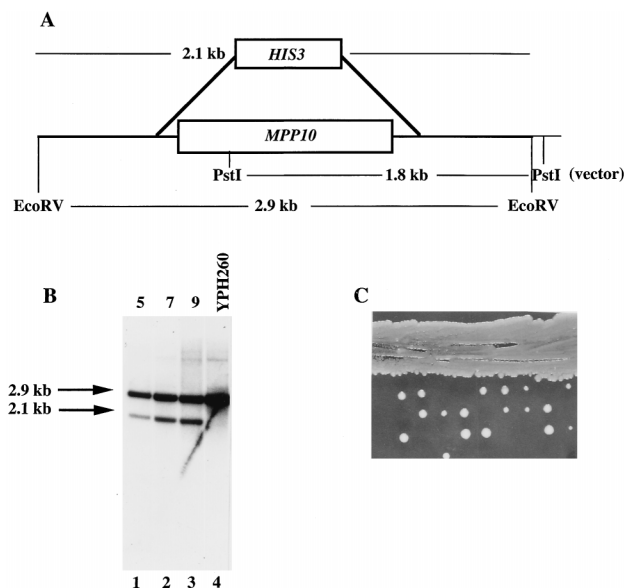 A
2.1 kb
HIS3
MPP10
PstI
1.8 kb
PstI (vector)
EcoRV
2.9 kb
EcoRV
B
5 7 9 YPH260
2.9 kb
2.1 kb
1 2 3 4
C